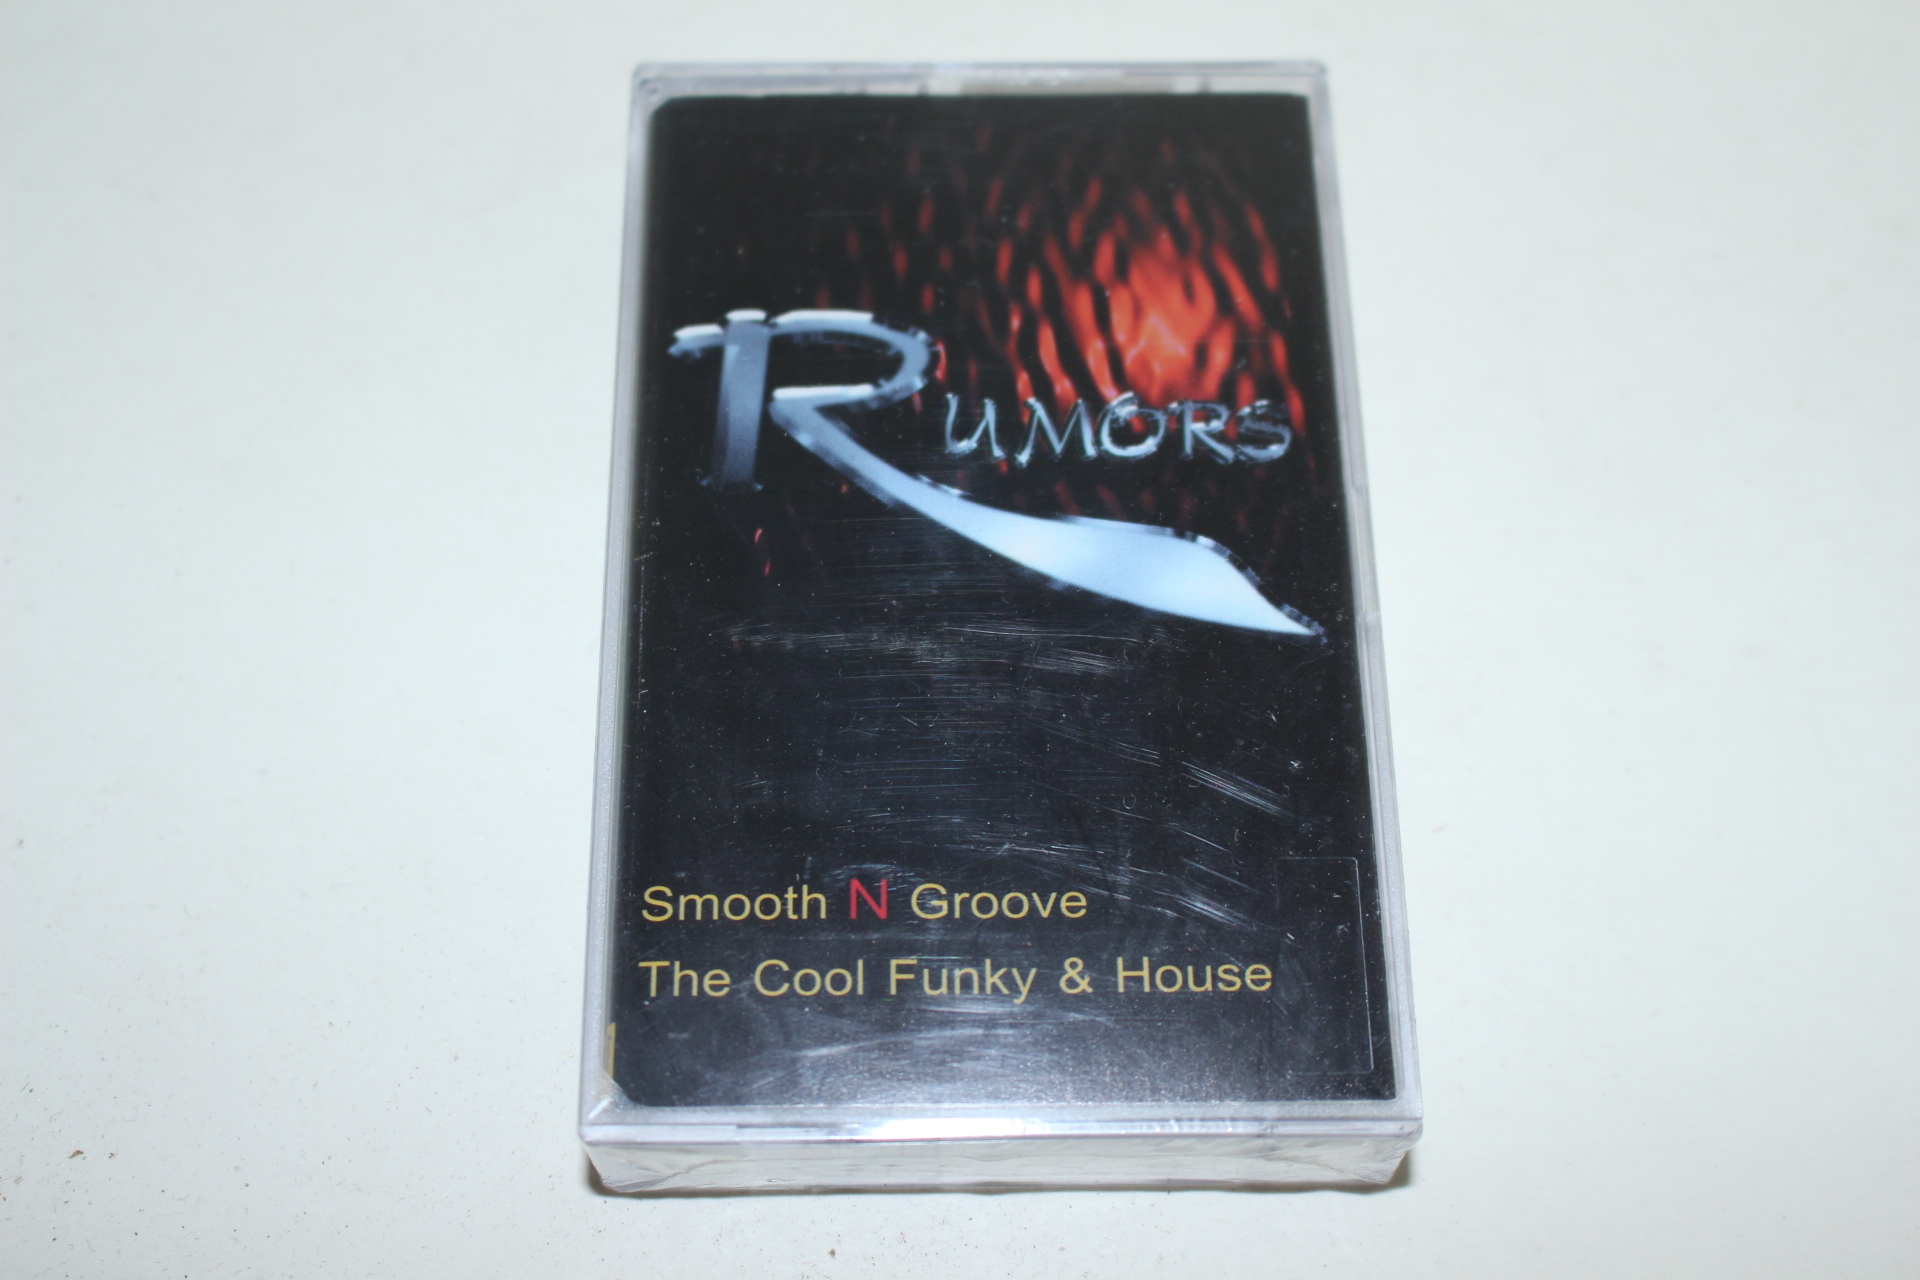 RUMORS
Smooth N Groove
The Cool Funky & House